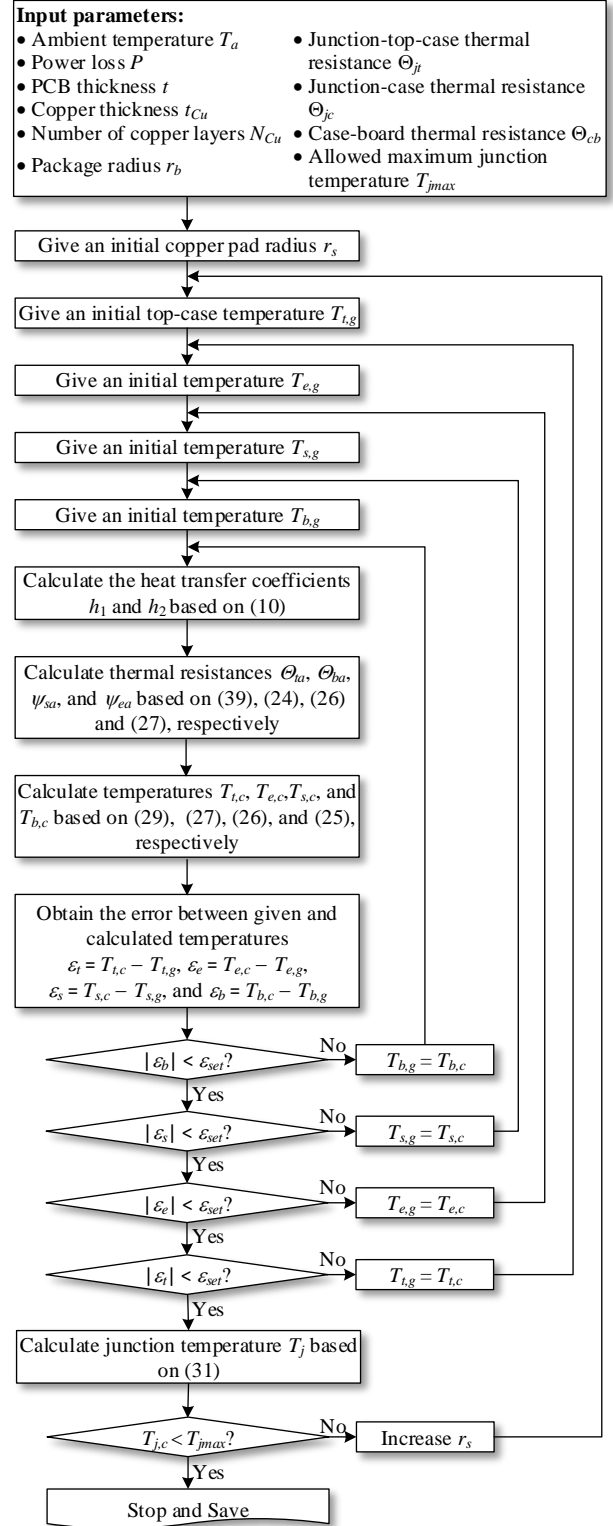 Input parameters:
• Ambient temperature Tₐ
• Power loss P
• PCB thickness t
• Copper thickness t_Cu
• Number of copper layers N_Cu
• Package radius r_b
• Junction-top-case thermal
resistance Θ_jt
• Junction-case thermal resistance
Θ_jc
• Case-board thermal resistance Θ_cb
• Allowed maximum junction
temperature T_jmax
Give an initial copper pad radius r_s
Give an initial top-case temperature T_t,g
Give an initial temperature T_e,g
Give an initial temperature T_s,g
Give an initial temperature T_b,g
Calculate the heat transfer coefficients
h₁ and h₂ based on (10)
Calculate thermal resistances Θ_ta, Θ_ba,
ψ_sa, and ψ_ea based on (39), (24), (26)
and (27), respectively
Calculate temperatures T_t,c, T_e,c,T_s,c, and
T_b,c based on (29), (27), (26), and (25),
respectively
Obtain the error between given and
calculated temperatures
ε_t = T_t,c − T_t,g, ε_e = T_e,c − T_e,g,
ε_s = T_s,c − T_s,g, and ε_b = T_b,c − T_b,g
|ε_b| < ε_set?
No
T_b,g = T_b,c
Yes
|ε_s| < ε_set?
No
T_s,g = T_s,c
Yes
|ε_e| < ε_set?
No
T_e,g = T_e,c
Yes
|ε_t| < ε_set?
No
T_t,g = T_t,c
Yes
Calculate junction temperature T_j based
on (31)
T_j,c < T_jmax?
No
Increase r_s
Yes
Stop and Save